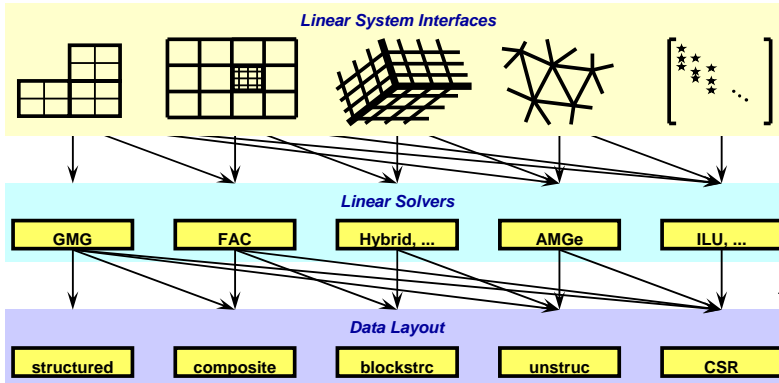 Linear System Interfaces
Linear Solvers
GMG FAC Hybrid, ... AMGe ILU, ...
Data Layout
structured composite blockstrc unstruc CSR